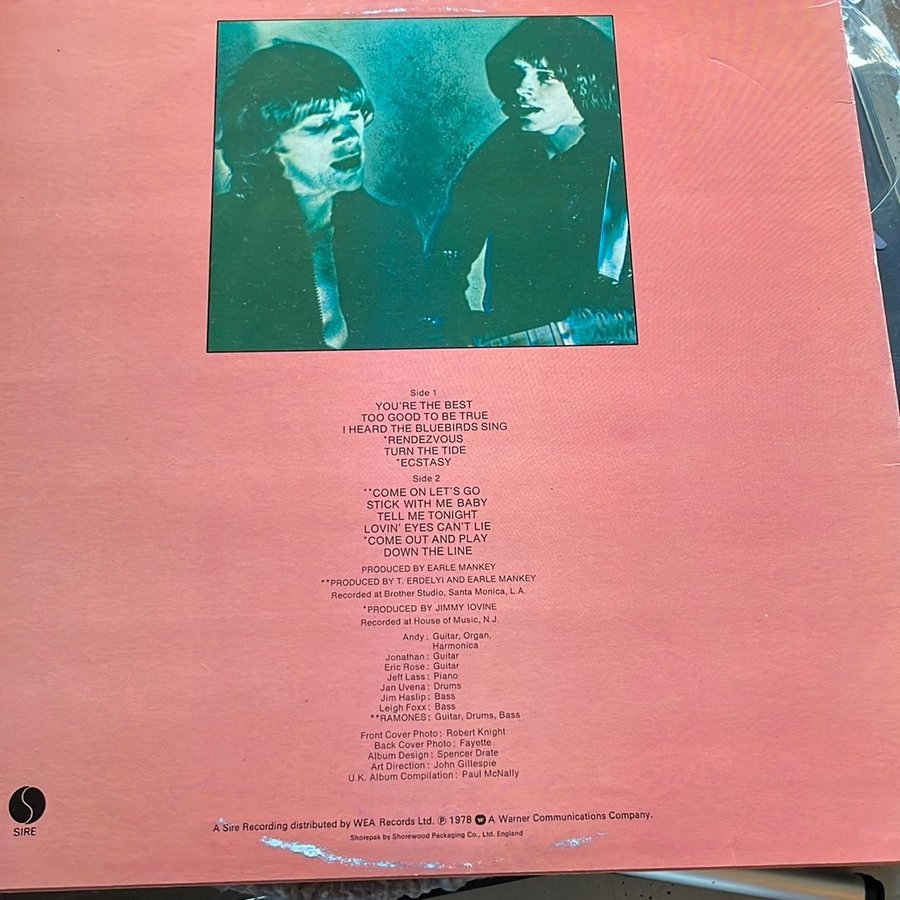 Side 1
YOU'RE THE BEST
TOO GOOD TO BE TRUE
I HEARD THE BLUEBIRDS SING
*RENDEZVOUS
TURN THE TIDE
*ECSTASY
Side 2
**COME ON LET'S GO
STICK WITH ME BABY
TELL ME TONIGHT
LOVIN' EYES CAN'T LIE
*COME OUT AND PLAY
DOWN THE LINE
PRODUCED BY EARLE MANKEY
**PRODUCED BY T. ERDELYI AND EARLE MANKEY
Recorded at Brother Studio, Santa Monica, L.A.
*PRODUCED BY JIMMY IOVINE
Recorded at House of Music, N.J.
Andy: Guitar, Organ,
Harmonica
Jonathan: Guitar
Eric Rose: Guitar
Jeff Lass: Piano
Jan Uvena: Drums
Jim Haslip: Bass
Leigh Foxx: Bass
**RAMONES: Guitar, Drums, Bass
Front Cover Photo: Robert Knight
Back Cover Photo: Fayette
Album Design: Spencer Drate
Art Direction: John Gillespie
U.K. Album Compilation: Paul McNally
SIRE
A Sire Recording distributed by WEA Records Ltd. ℗ 1978 W A Warner Communications Company.
Shorepak by Shorewood Packaging Co., Ltd. England